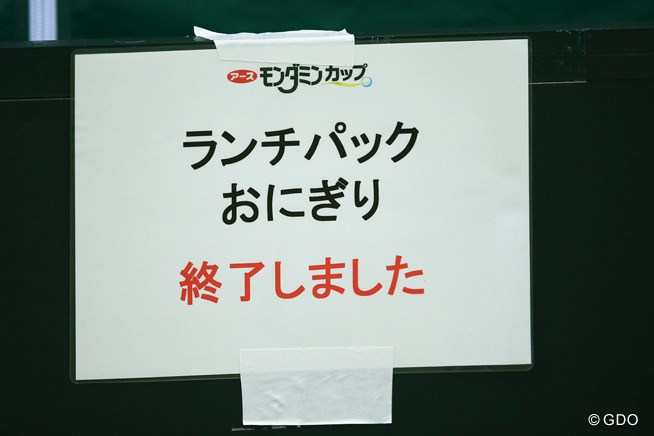 アース モンダミンカップ
ランチパック
おにぎり
終了しました
©GDO